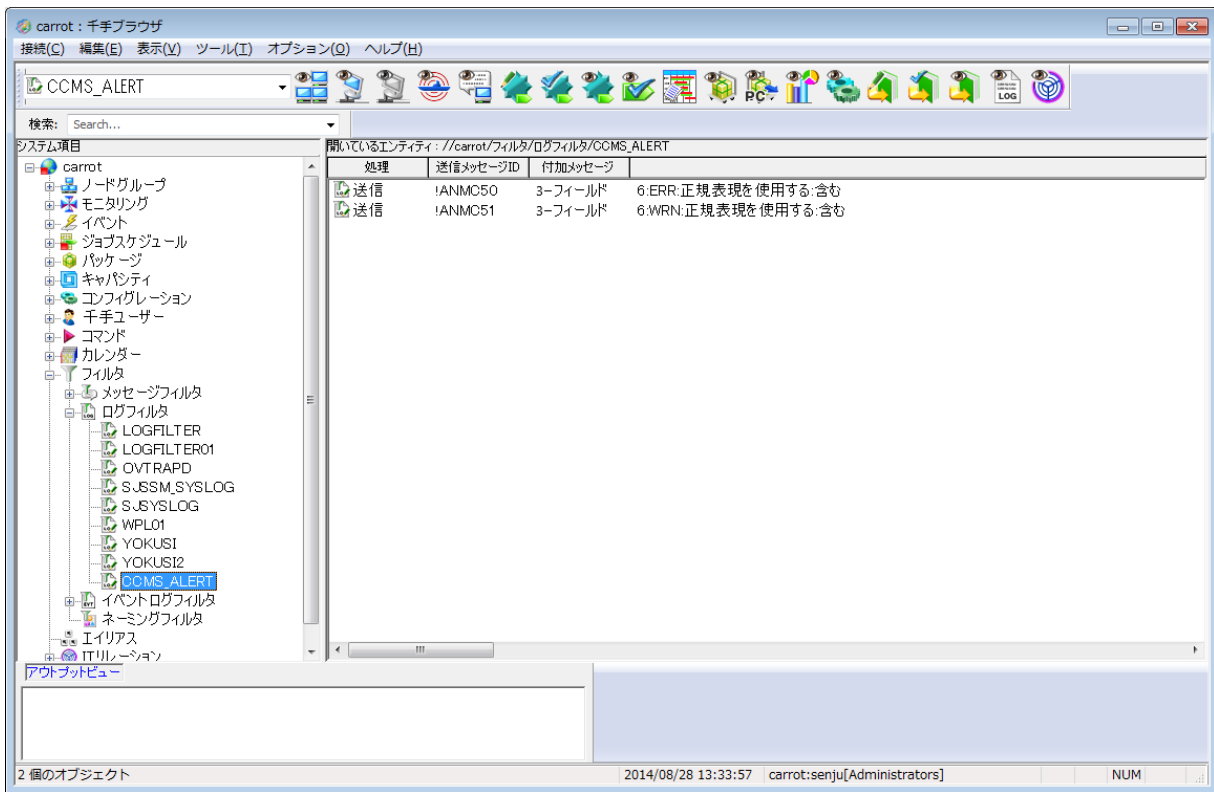 carrot : 千手ブラウザ
接続(C) 編集(E) 表示(V) ツール(T) オプション(O) ヘルプ(H)
CCMS_ALERT
検索: Search...
システム項目
carrot
ノードグループ
モニタリング
イベント
ジョブスケジュール
パッケージ
キャパシティ
コンフィグレーション
千手ユーザー
コマンド
カレンダー
フィルタ
メッセージフィルタ
ログフィルタ
LOGFILTER
LOGFILTER01
OVTRAPD
SJSSM_SYSLOG
SJSYSLOG
WPL01
YOKUSI
YOKUSI2
CCMS_ALERT
イベントログフィルタ
ネーミングフィルタ
エイリアス
ITリレーション
開いているエンティティ : //carrot/フィルタ/ログフィルタ/CCMS_ALERT
処理 送信メッセージID 付加メッセージ
送信 !ANMC50 3-フィールド 6:ERR:正規表現を使用する:含む
送信 !ANMC51 3-フィールド 6:WRN:正規表現を使用する:含む
アウトプットビュー
2 個のオブジェクト 2014/08/28 13:33:57 carrot:senju[Administrators] NUM